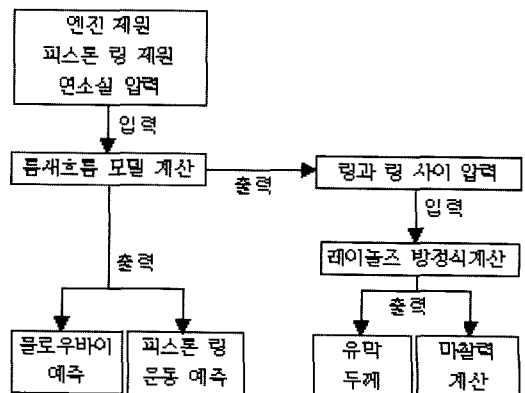 엔진 제원
피스톤 링 제원
연소실 압력
입력
틈새흐름 모델 계산
출력
링과 링 사이 압력
입력
출력
레이놀즈 방정식계산
출력
블로우바이
예측
피스톤 링
운동 예측
유막
두께
마찰력
계산